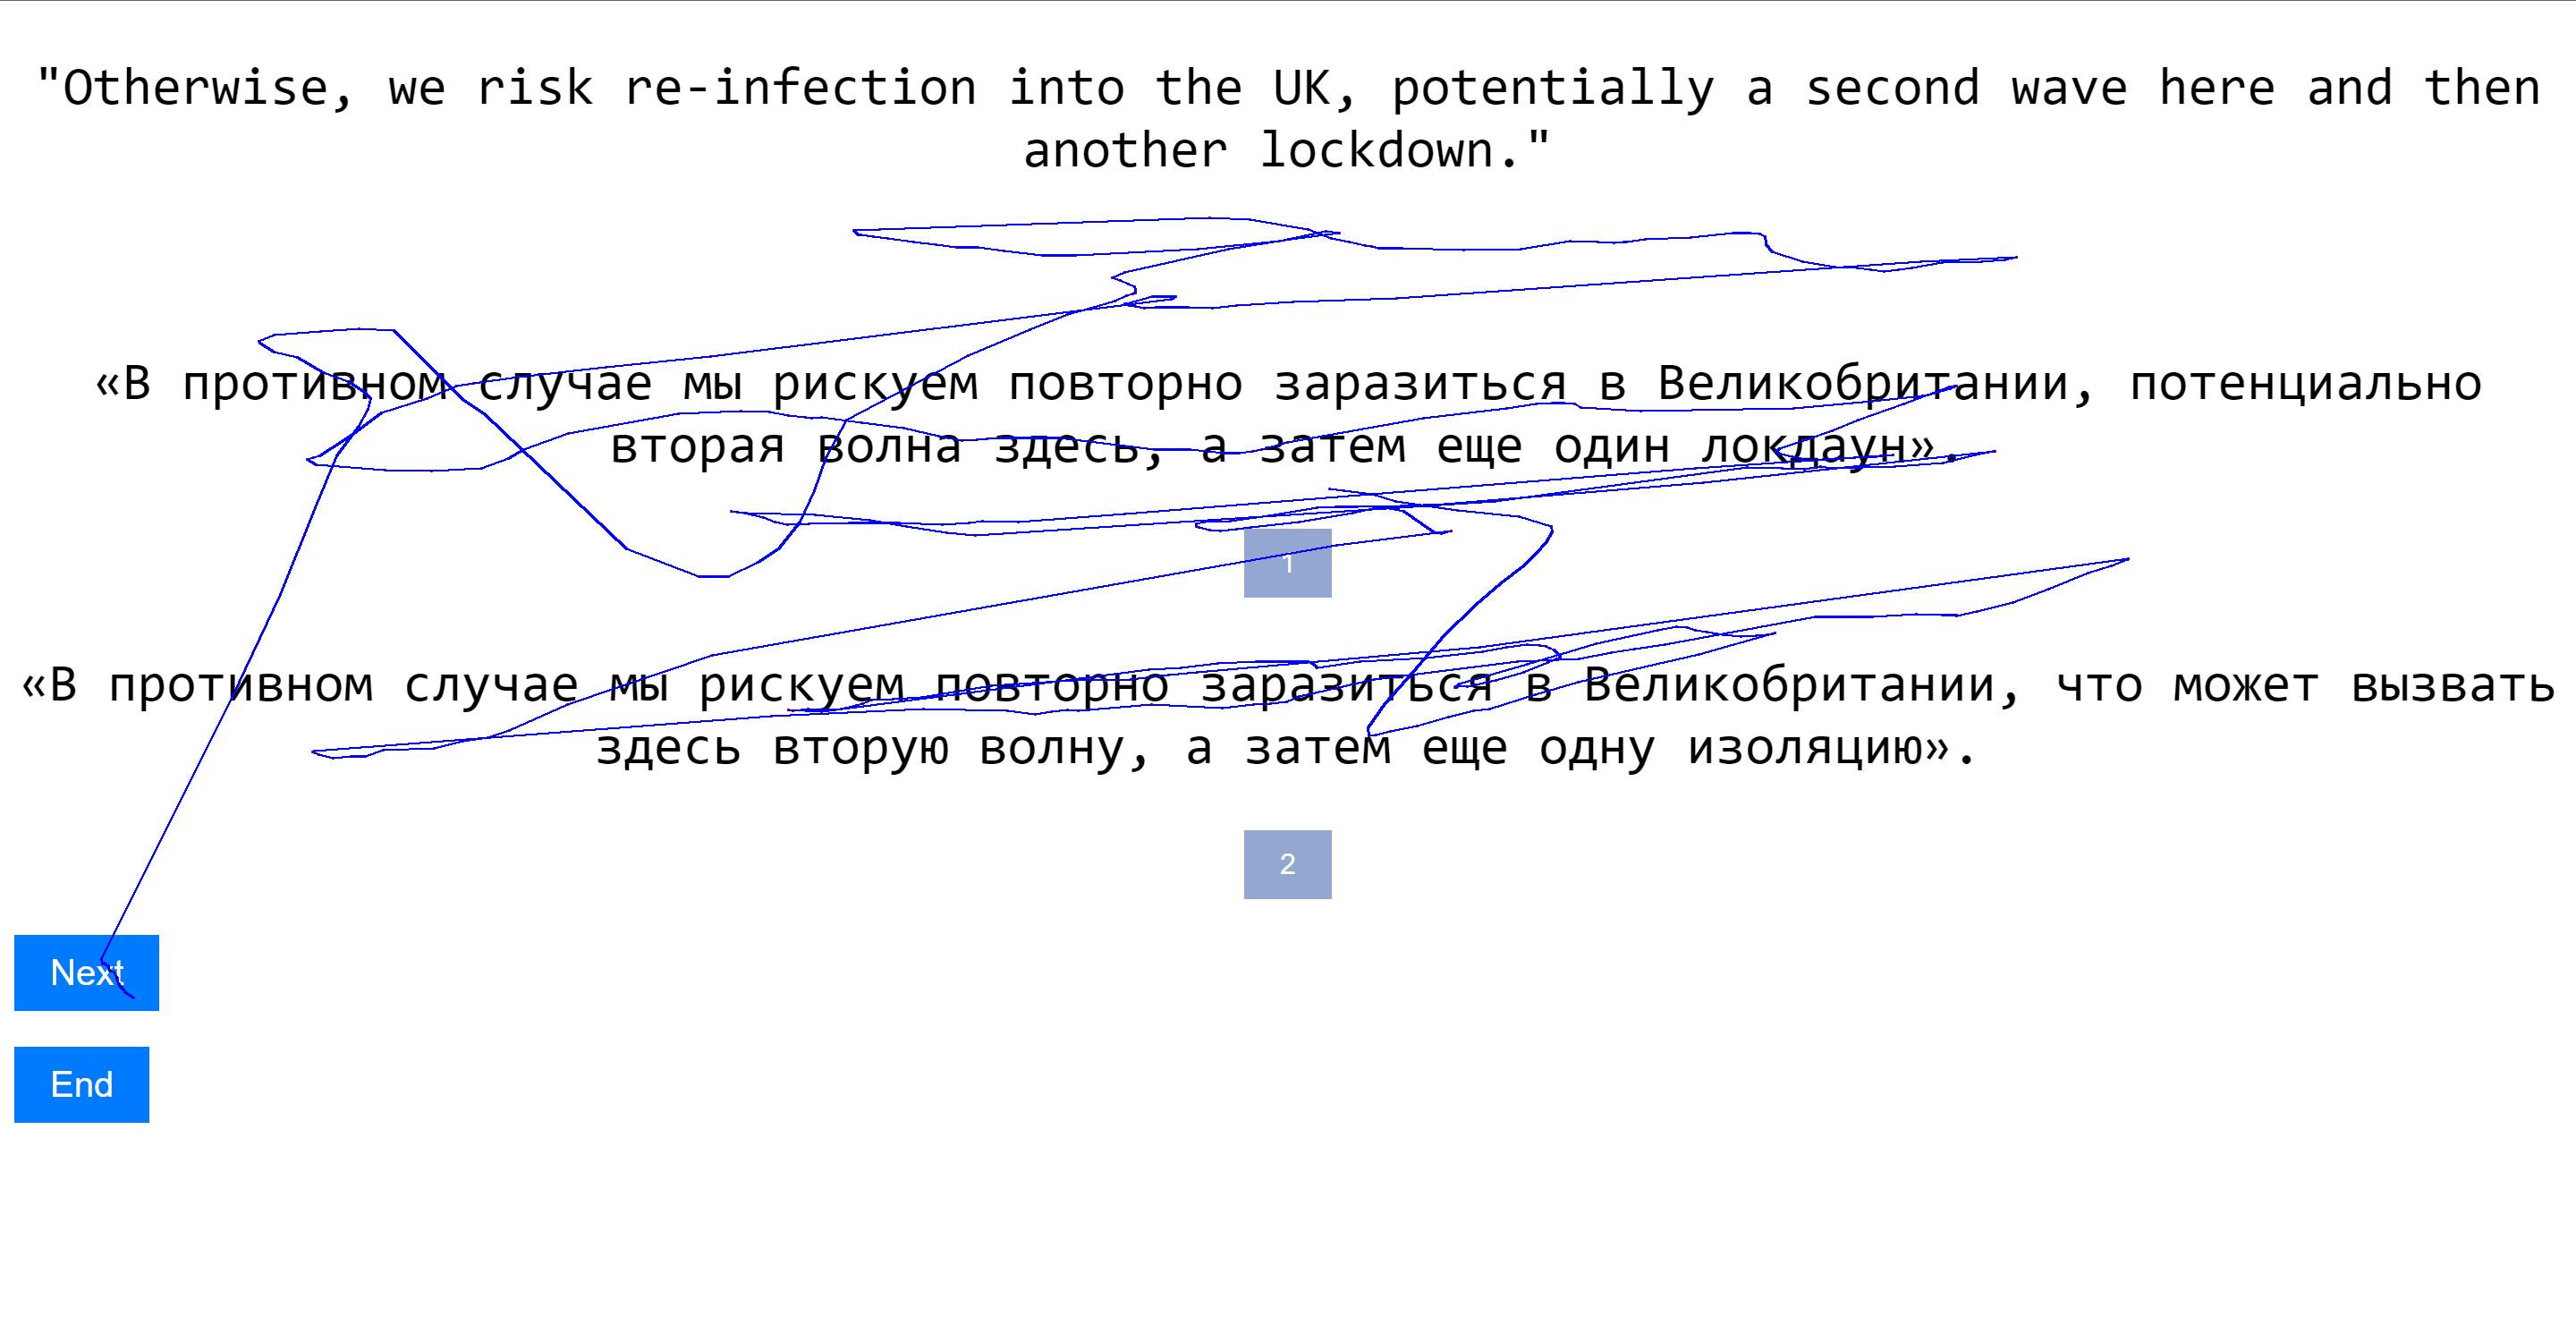 "Otherwise, we risk re-infection into the UK, potentially a second wave here and then
another lockdown."
«В противном случае мы рискуем повторно заразиться в Великобритании, потенциально
вторая волна здесь, а затем еще один локдаун».
1
«В противном случае мы рискуем повторно заразиться в Великобритании, что может вызвать
здесь вторую волну, а затем еще одну изоляцию».
2
Next
End